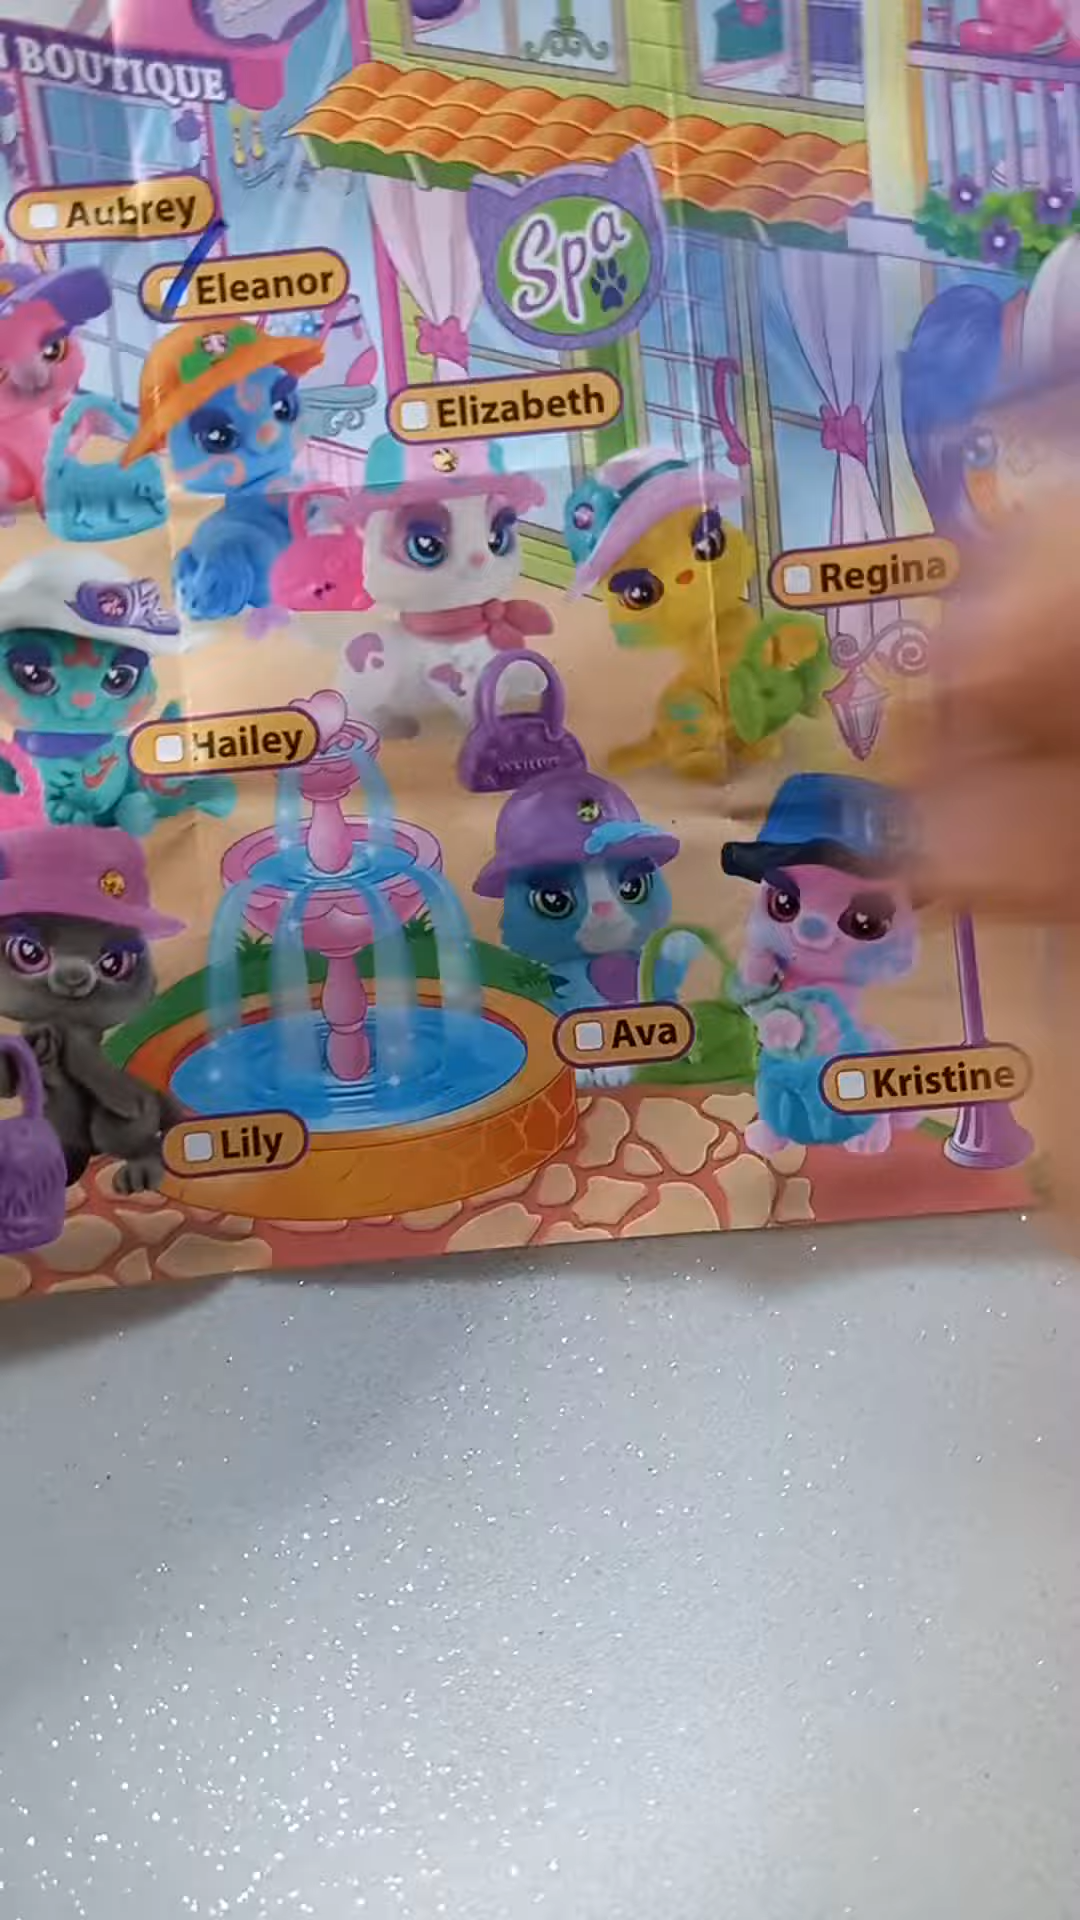 BOUTIQUE
Aubrey
Eleanor
Spa
Elizabeth
Regina
Hailey
Ava
Kristine
Lily